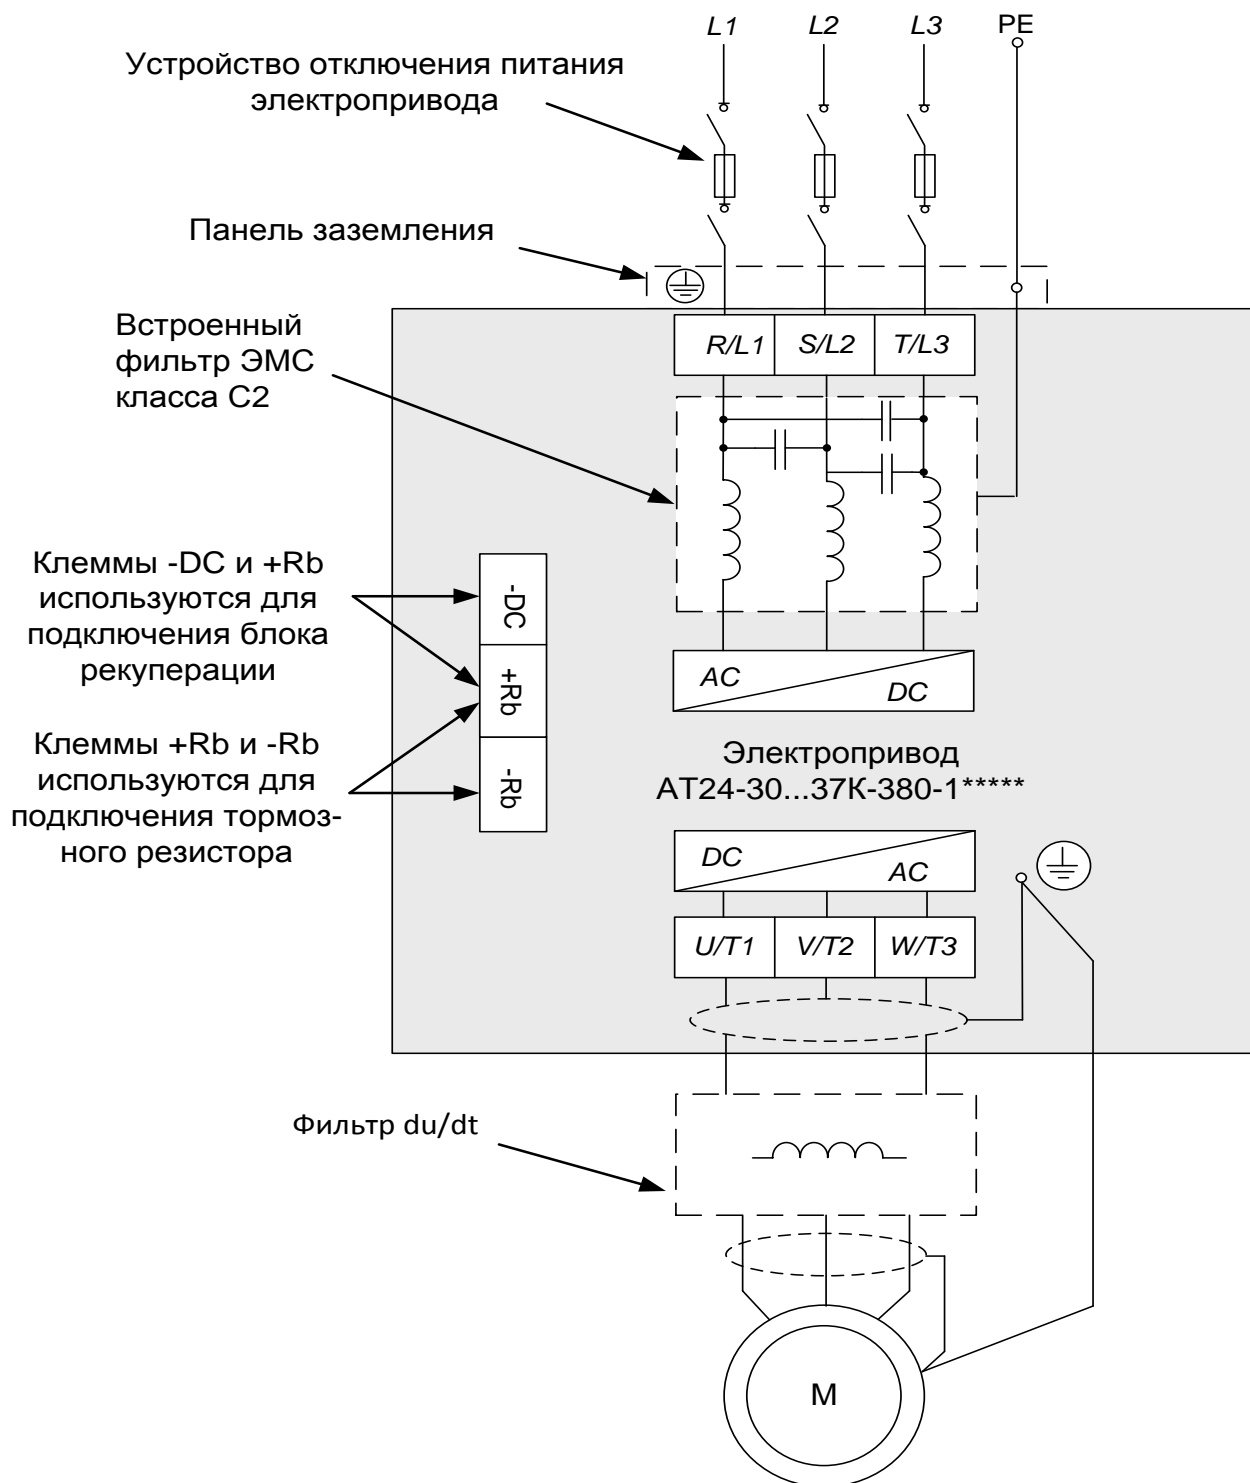 L1 L2 L3 PE
Устройство отключения питания
электропривода
Панель заземления
Встроенный
фильтр ЭМС
класса С2
R/L1 S/L2 T/L3
Клеммы -DC и +Rb
используются для
подключения блока
рекуперации
-DC
+Rb
-Rb
Клеммы +Rb и -Rb
используются для
подключения тормоз-
ного резистора
AC
DC
Электропривод
АТ24-30...37К-380-1*****
DC
AC
U/T1 V/T2 W/T3
Фильтр du/dt
М